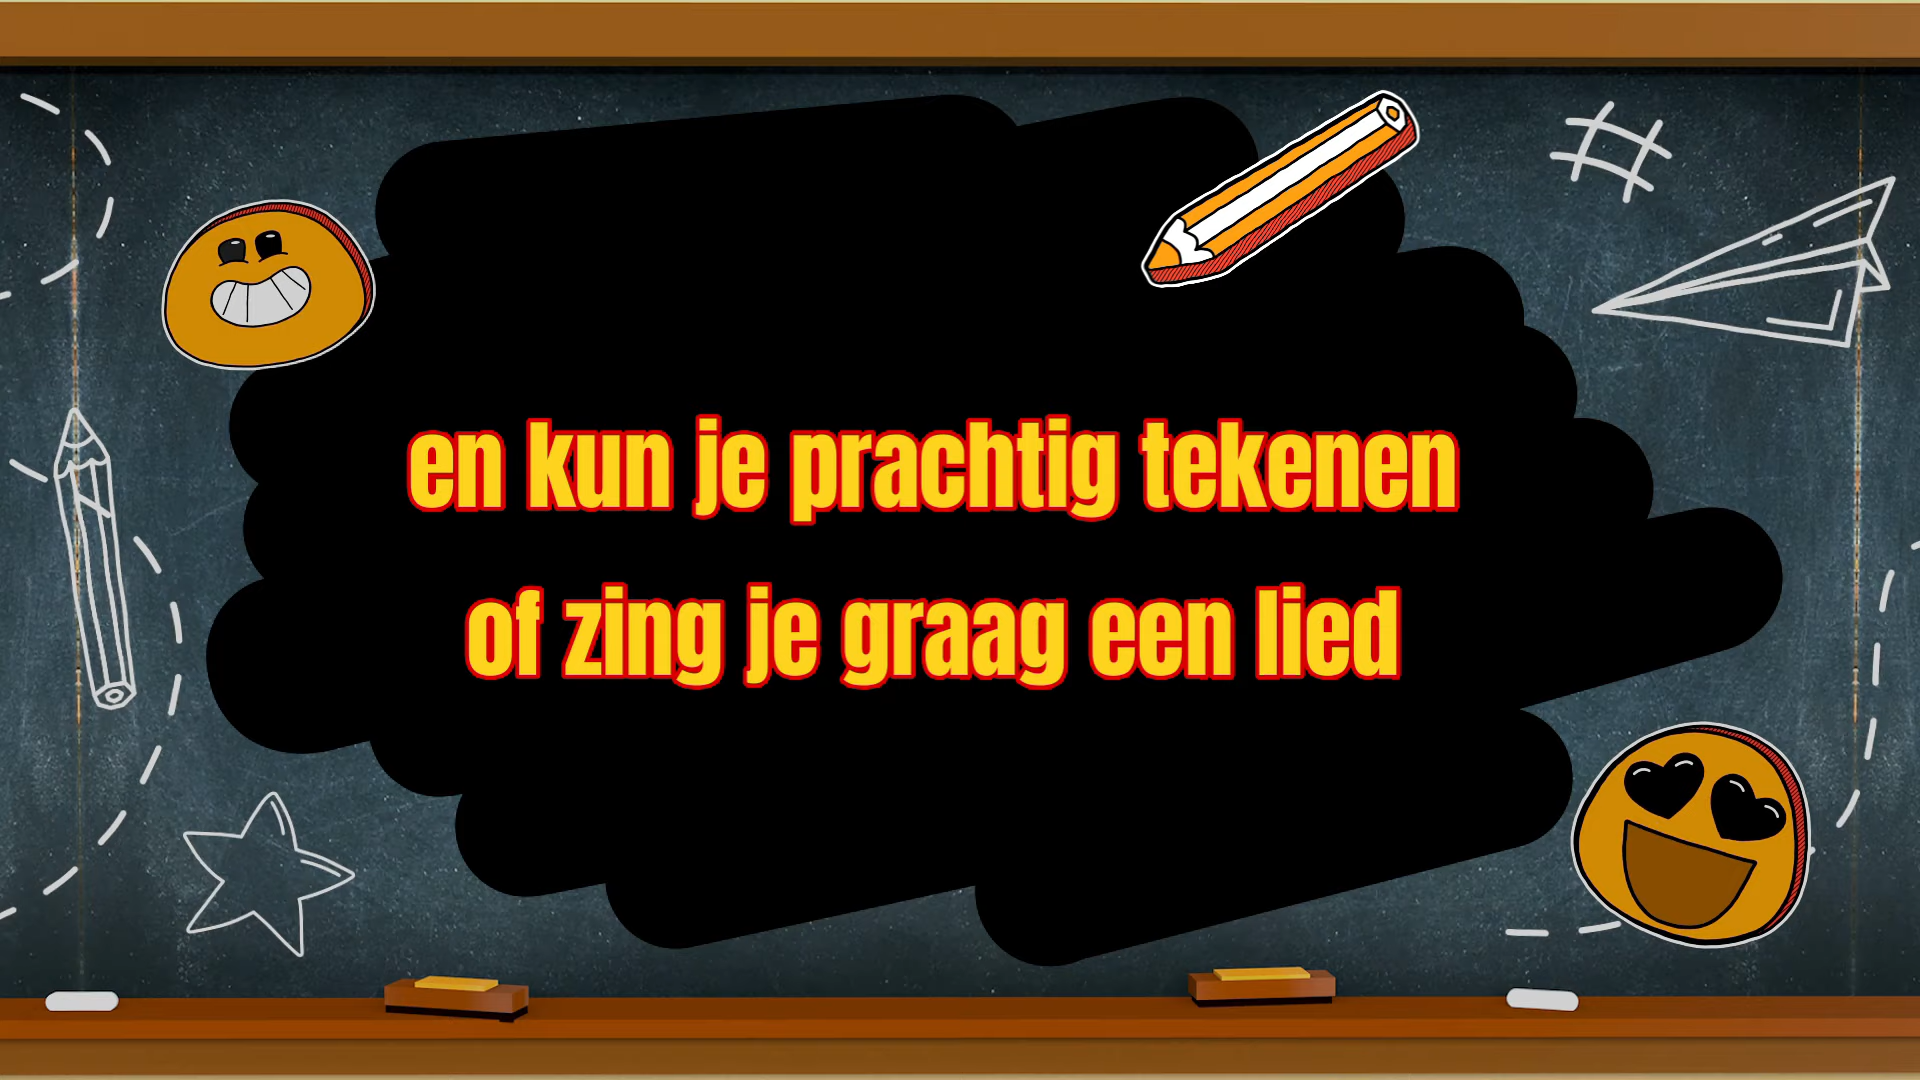 en kun je prachtig tekenen
of zing je graag een lied